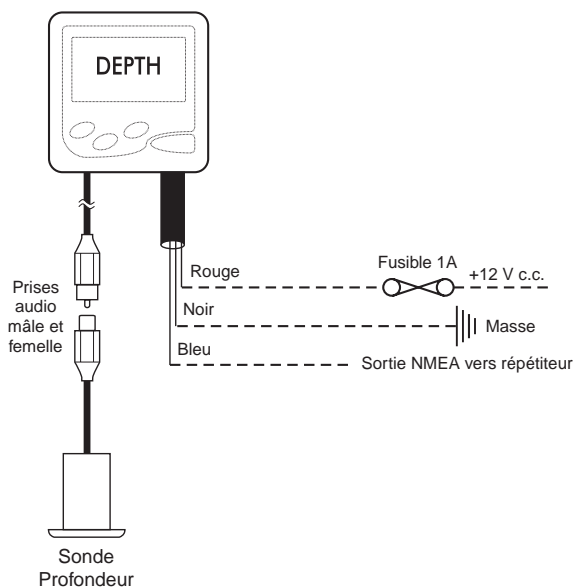 DEPTH
Rouge
Fusible 1A
+12 V c.c.
Noir
Masse
Bleu
Sortie NMEA vers répétiteur
Prises
audio
mâle et
femelle
Sonde
Profondeur